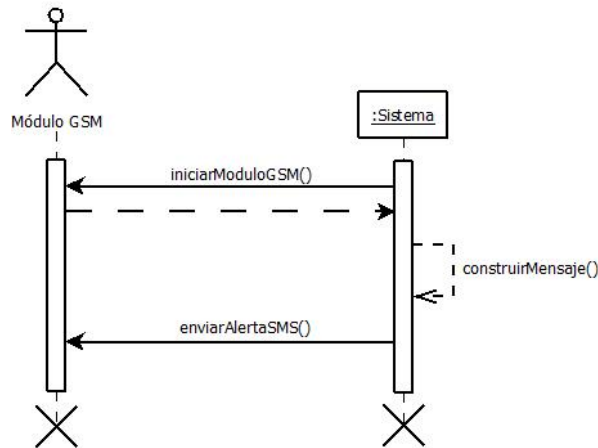 Módulo GSM
:Sistema
iniciarModuloGSM()
construirMensaje()
enviarAlertaSMS()